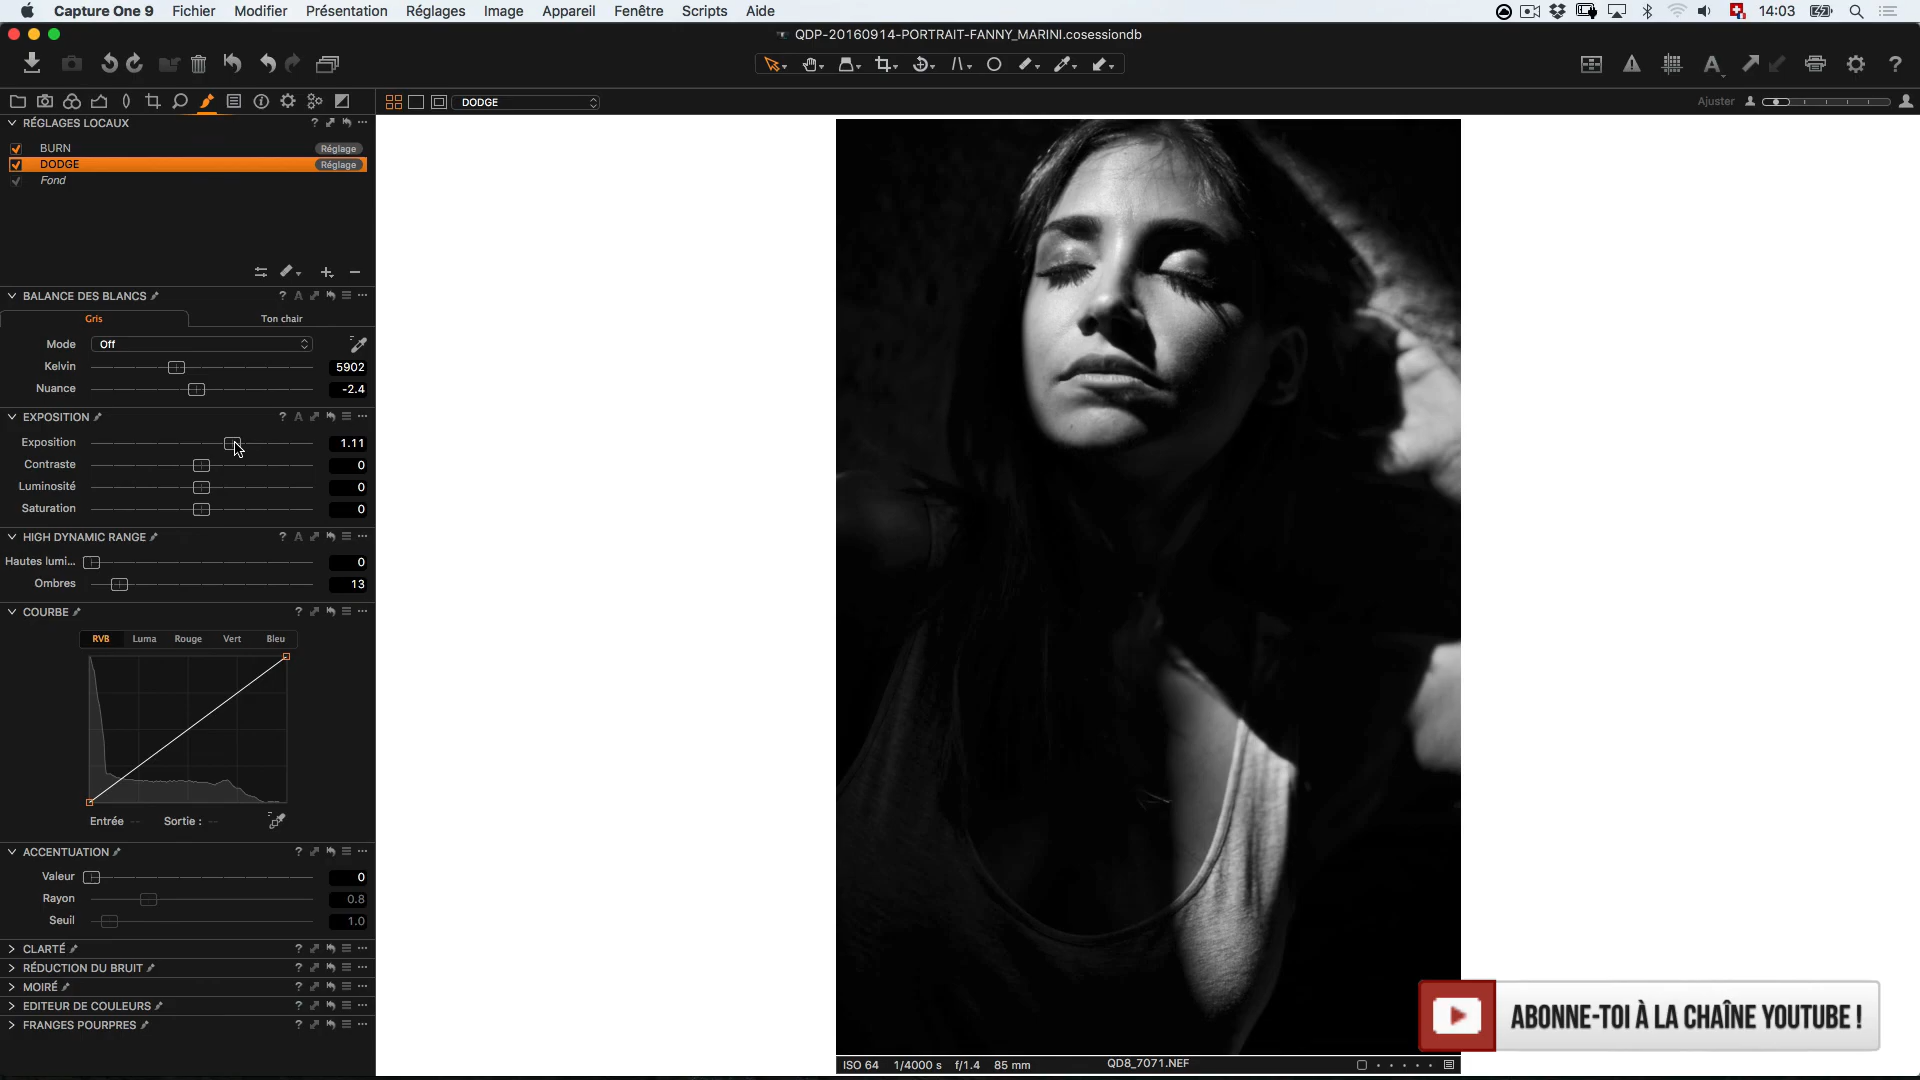 Capture One 9 Fichier Modifier Présentation Réglages Image Appareil Fenêtre Scripts Aide 14:03
QDP-20160914-PORTRAIT-FANNY_MARINI.cosessiondb
DODGE Ajuster
RÉGLAGES LOCAUX
BURN Réglage
DODGE Réglage
Fond
BALANCE DES BLANCS
Gris Ton chair
Mode Off
Kelvin 5902
Nuance -2.4
EXPOSITION
Exposition 1.11
Contraste 0
Luminosité 0
Saturation 0
HIGH DYNAMIC RANGE
Hautes lumi... 0
Ombres 13
COURBE
RVB Luma Rouge Vert Bleu
Entrée -- Sortie : --
ACCENTUATION
Valeur 0
Rayon 0.8
Seuil 1.0
CLARTÉ
RÉDUCTION DU BRUIT
MOIRÉ
EDITEUR DE COULEURS
FRANGES POURPRES
ISO 64 1/4000 s f/1.4 85 mm QD8_7071.NEF
ABONNE-TOI À LA CHAÎNE YOUTUBE !